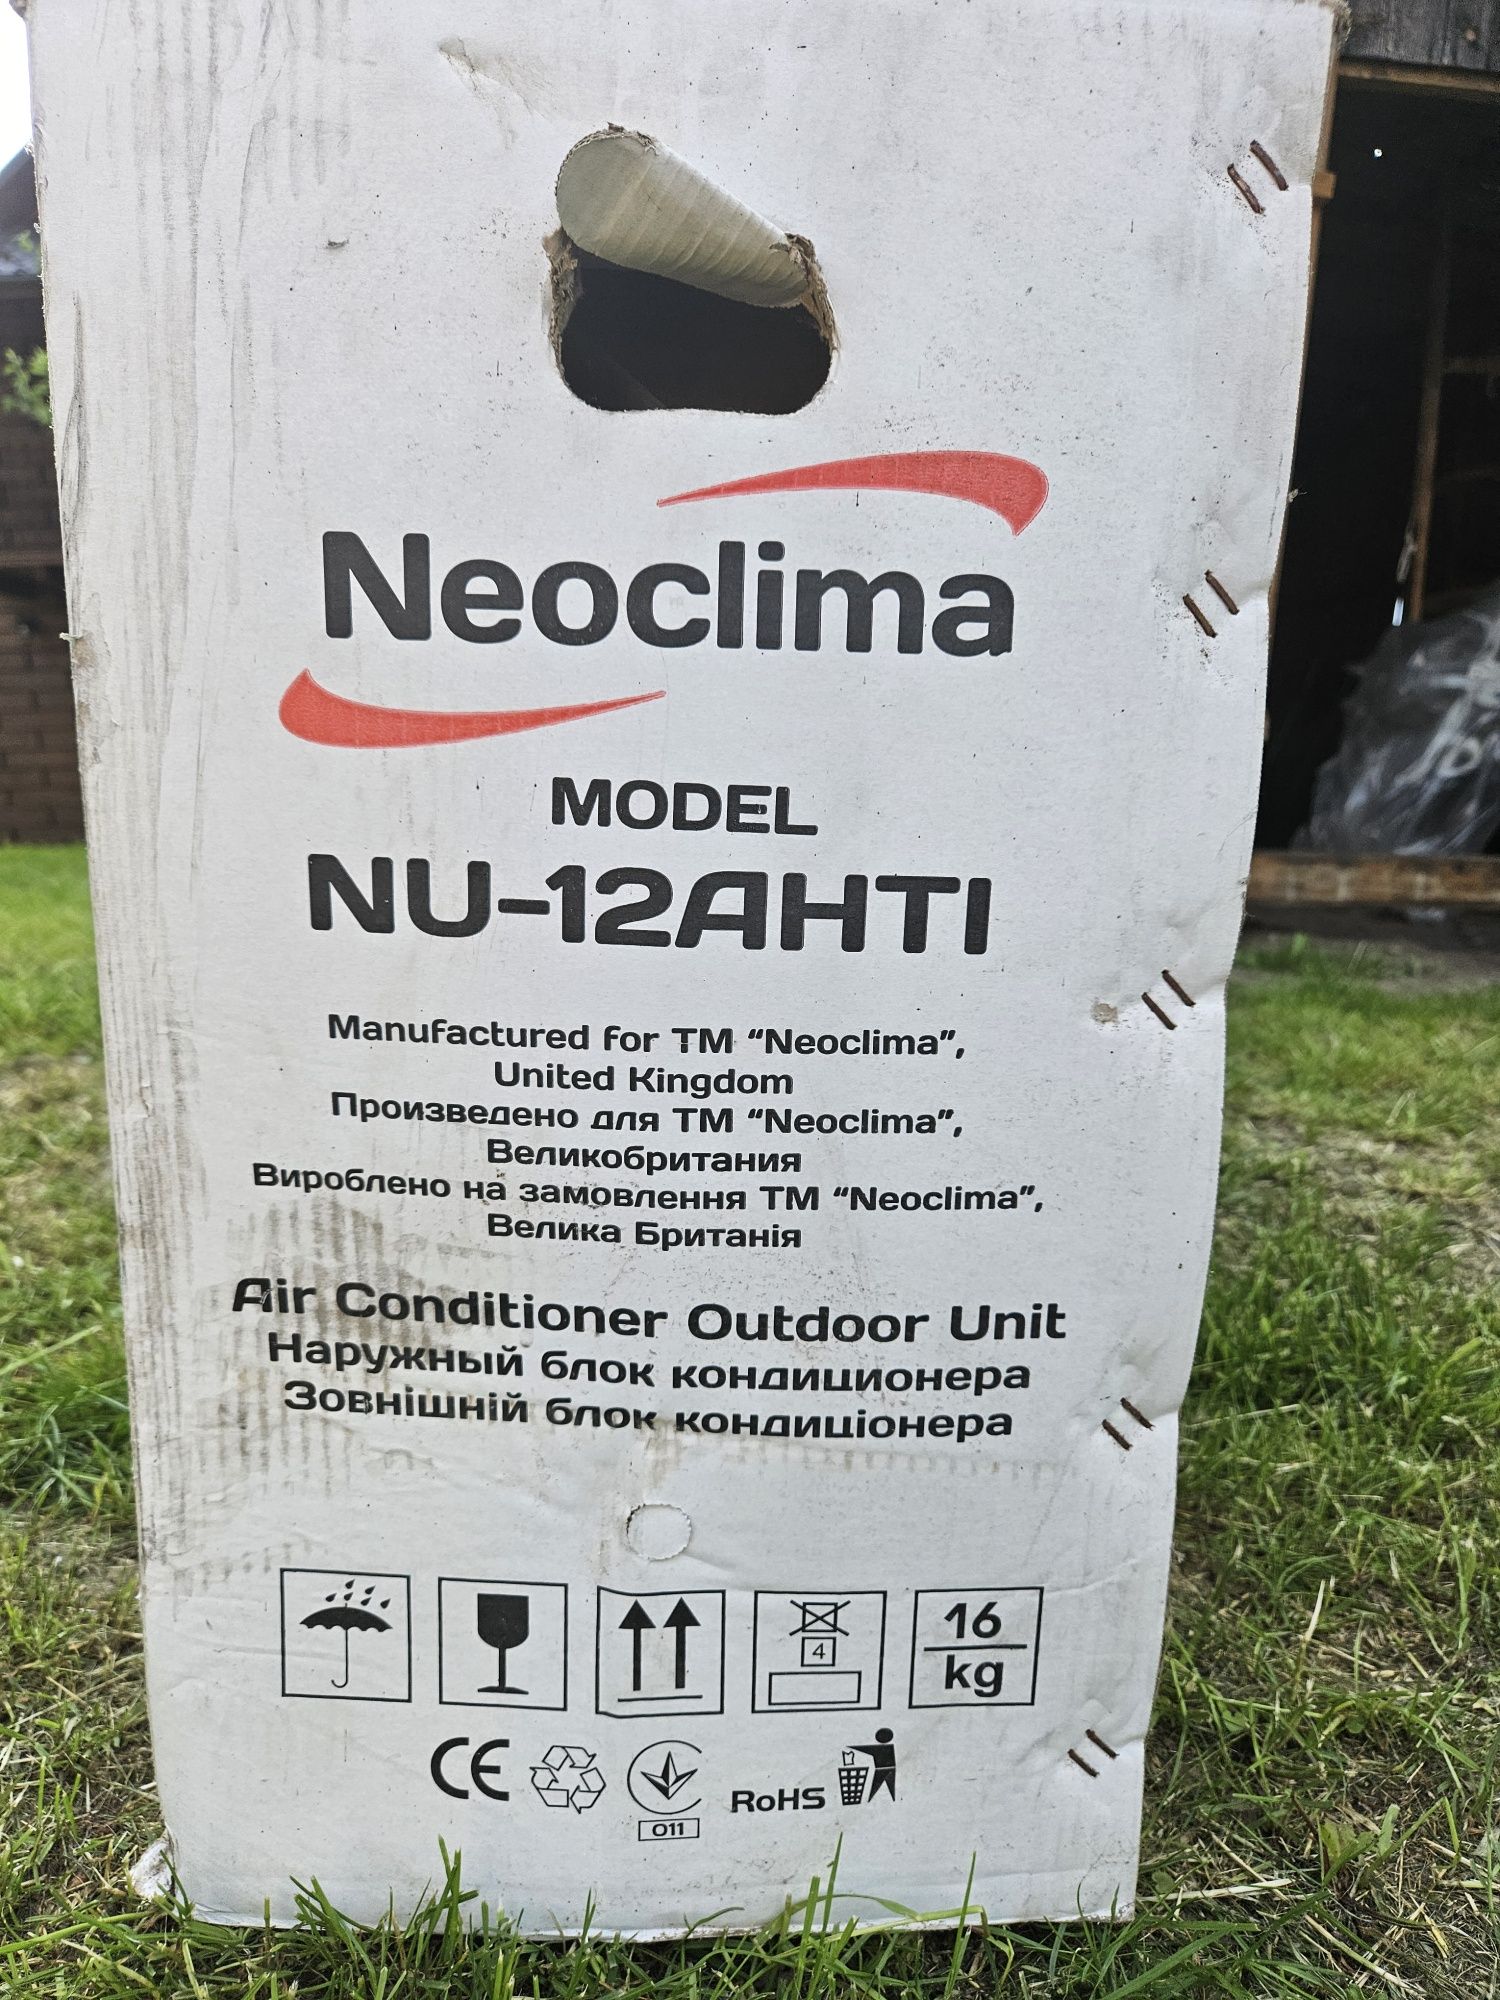 Neoclima
MODEL
NU-12AHTI
Manufactured for TM “Neoclima”,
United Kingdom
Произведено для ТМ “Neoclima”,
Великобритания
Вироблено на замовлення ТМ “Neoclima”,
Велика Британія
Air Conditioner Outdoor Unit
Наружный блок кондиционера
Зовнішній блок кондиціонера
4
16
kg
CE
RoHS
011